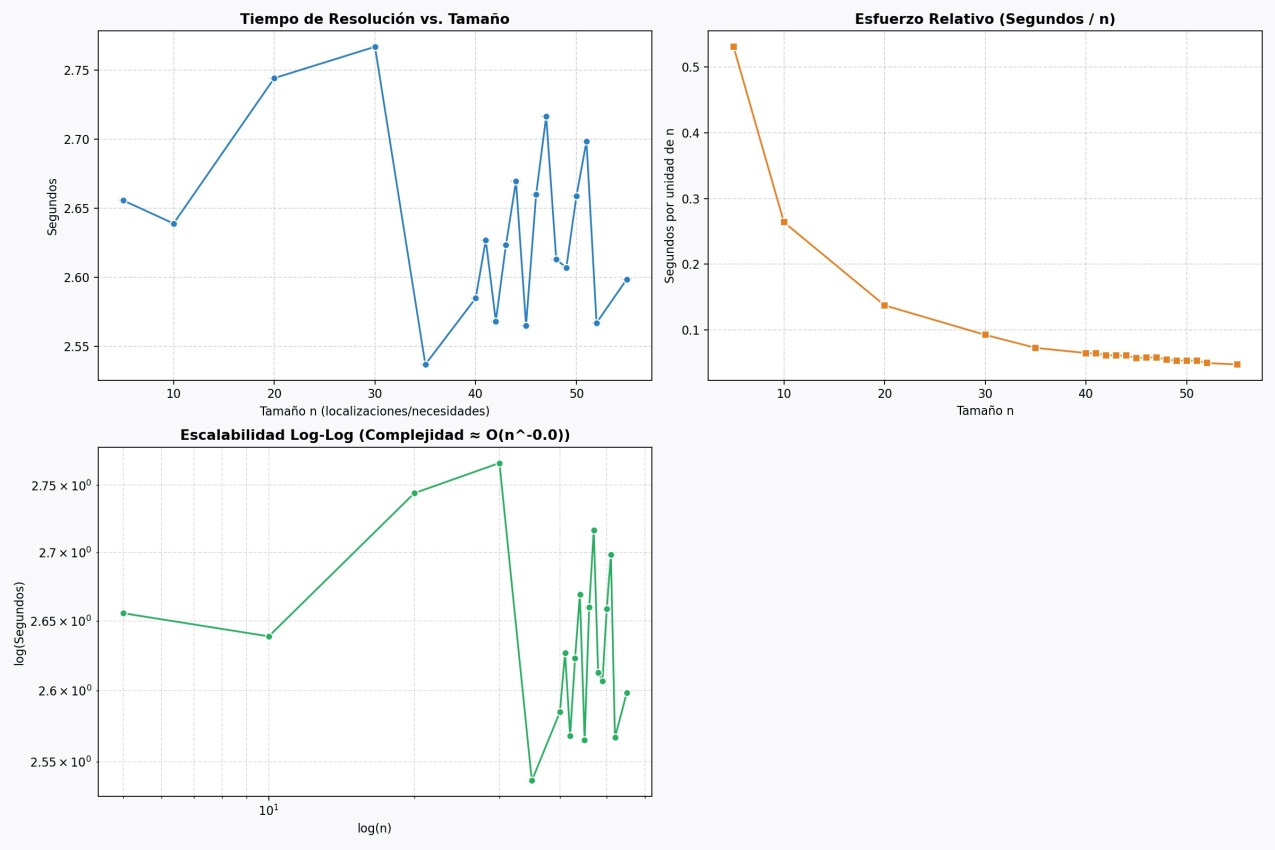 Tiempo de Resolución vs. Tamaño
Segundos
2.75
2.70
2.65
2.60
2.55
10 20 30 40 50
Tamaño n (localizaciones/necesidades)
Esfuerzo Relativo (Segundos / n)
Segundos por unidad de n
0.5
0.4
0.3
0.2
0.1
10 20 30 40 50
Tamaño n
Escalabilidad Log-Log (Complejidad ≈ O(n^-0.0))
log(Segundos)
2.75 × 10⁰
2.7 × 10⁰
2.65 × 10⁰
2.6 × 10⁰
2.55 × 10⁰
10¹
log(n)